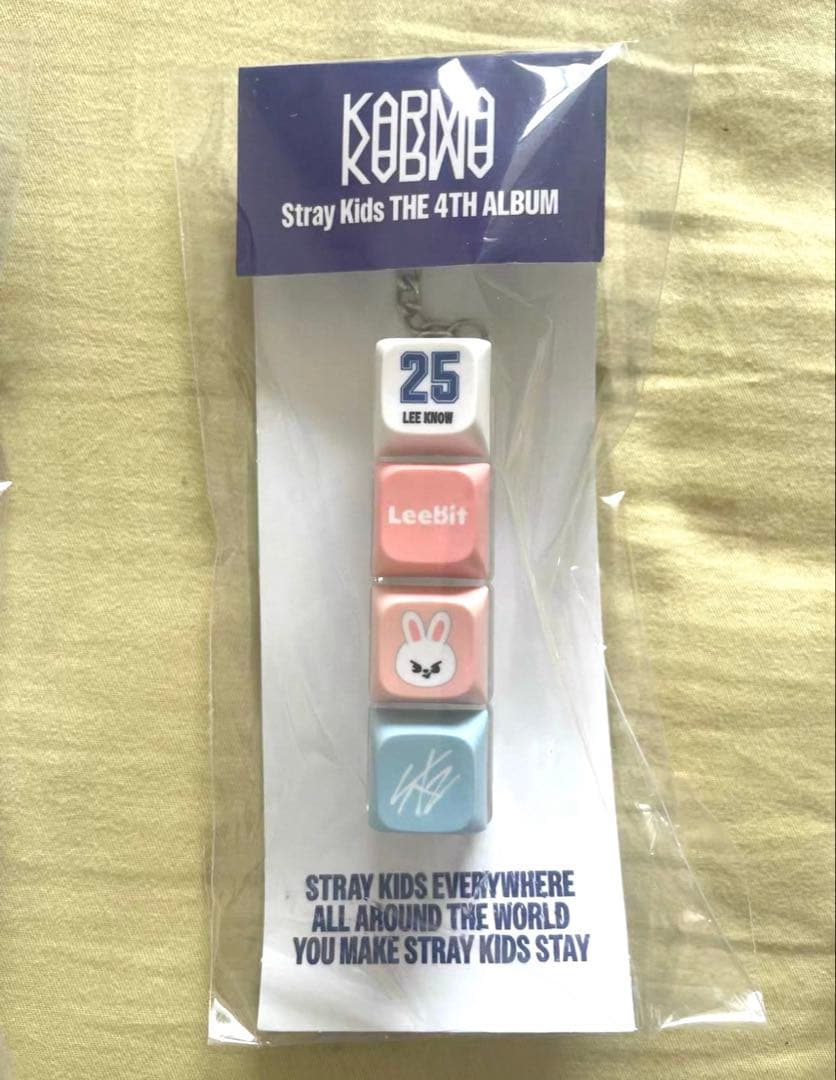 KARMA
Stray Kids THE 4TH ALBUM
25
LEE KNOW
LeeBit
SKZ
STRAY KIDS EVERYWHERE
ALL AROUND THE WORLD
YOU MAKE STRAY KIDS STAY